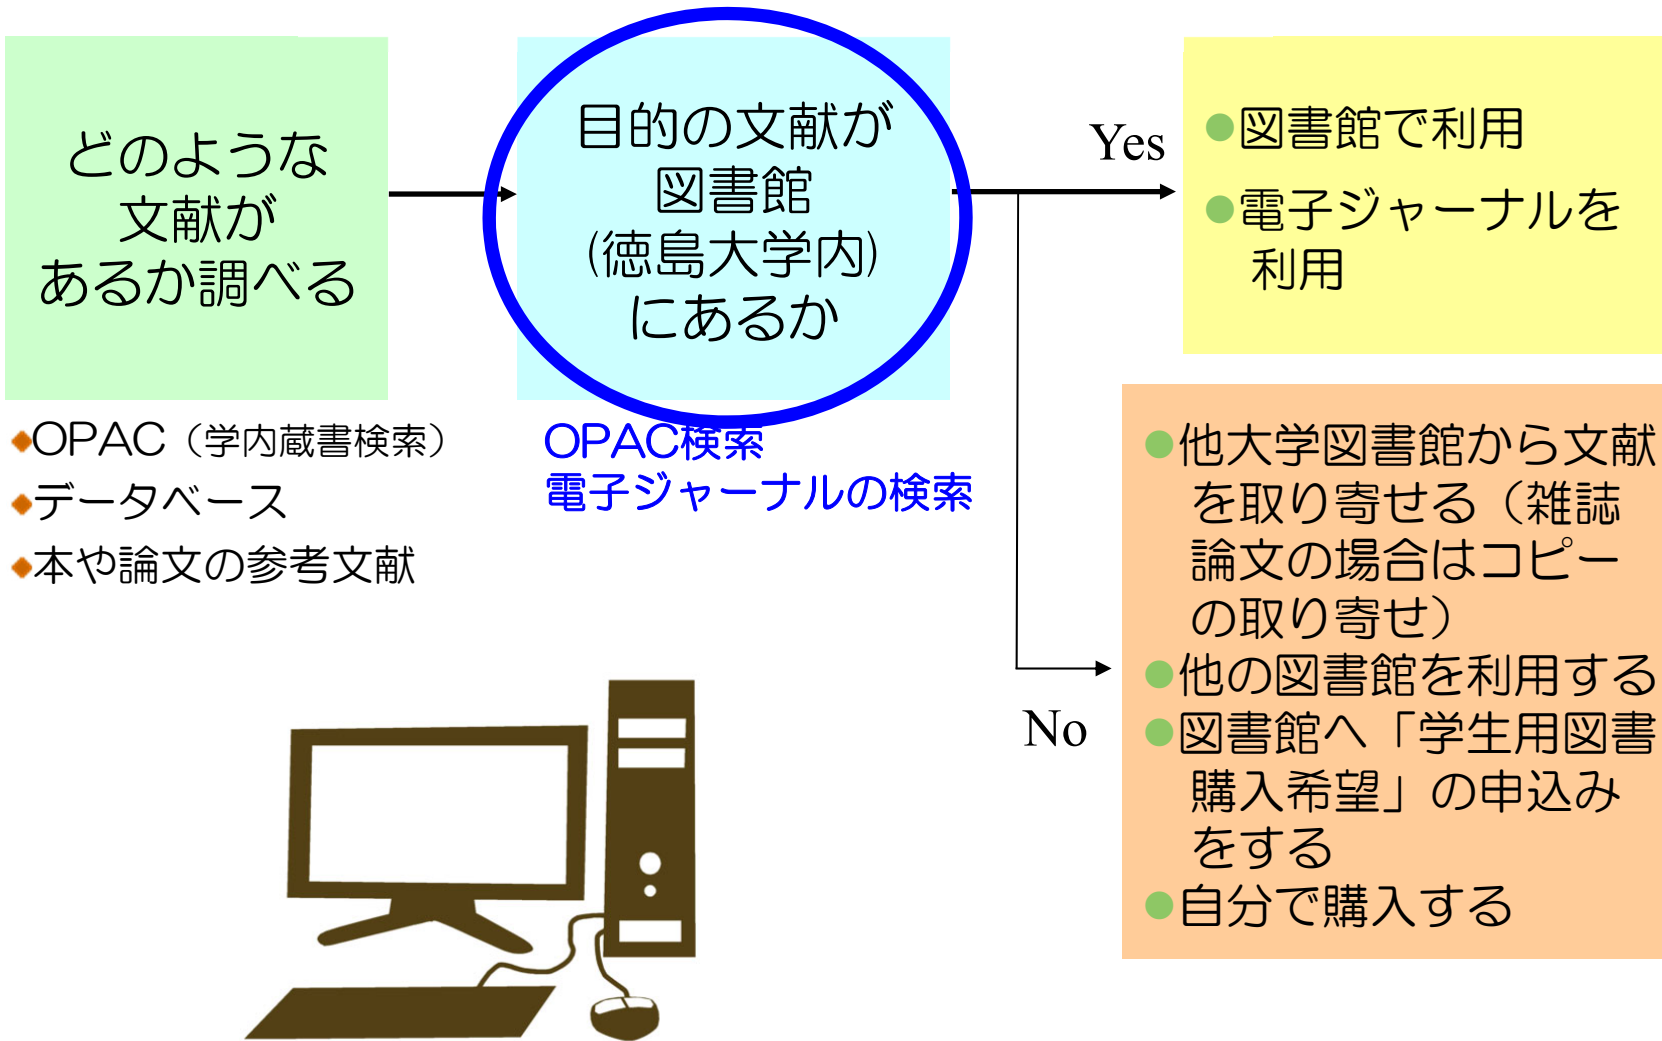 どのような
文献が
あるか調べる
◆OPAC（学内蔵書検索）
◆データベース
◆本や論文の参考文献
目的の文献が
図書館
(徳島大学内)
にあるか
OPAC検索
電子ジャーナルの検索
Yes
●図書館で利用
●電子ジャーナルを
利用
No
●他大学図書館から文献
を取り寄せる（雑誌
論文の場合はコピー
の取り寄せ）
●他の図書館を利用する
●図書館へ「学生用図書
購入希望」の申込み
をする
●自分で購入する